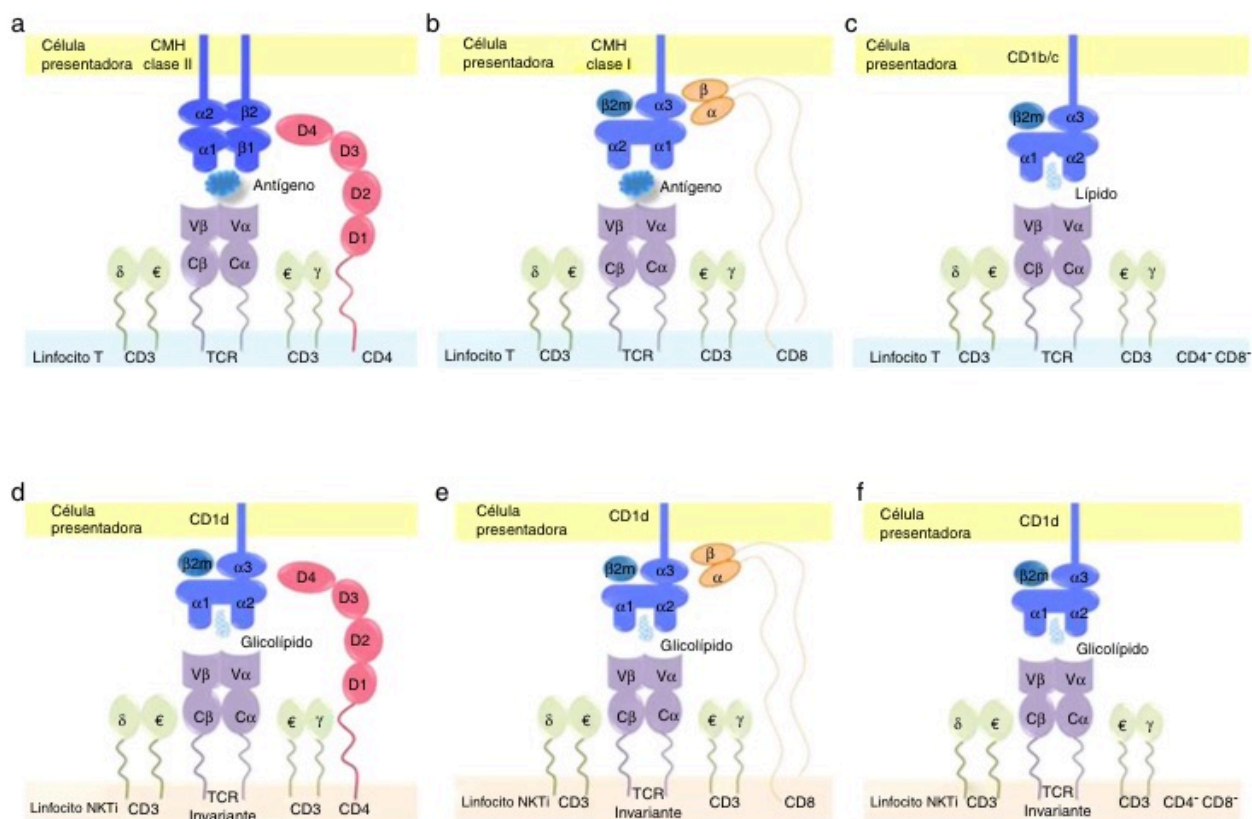 a
Célula
presentadora
CMH
clase II
α2
β2
α1
β1
D4
D3
D2
D1
Antígeno
Vβ
Vα
Cβ
Cα
δ
€
€
γ
Linfocito T
CD3
TCR
CD3
CD4
b
Célula
presentadora
CMH
clase I
β2m
α3
β
α
α2
α1
Antígeno
Vβ
Vα
Cβ
Cα
δ
€
€
γ
Linfocito T
CD3
TCR
CD3
CD8
c
Célula
presentadora
CD1b/c
β2m
α3
α1
α2
Lípido
Vβ
Vα
Cβ
Cα
δ
€
€
γ
Linfocito T
CD3
TCR
CD3
CD4⁻ CD8⁻
d
Célula
presentadora
CD1d
β2m
α3
α1
α2
D4
D3
D2
D1
Glicolípido
Vβ
Vα
Cβ
Cα
δ
€
€
γ
Linfocito NKTi
CD3
TCR
Invariante
CD3
CD4
e
Célula
presentadora
CD1d
β2m
α3
β
α
α1
α2
Glicolípido
Vβ
Vα
Cβ
Cα
δ
€
€
γ
Linfocito NKTi
CD3
TCR
Invariante
CD3
CD8
f
Célula
presentadora
CD1d
β2m
α3
α1
α2
Glicolípido
Vβ
Vα
Cβ
Cα
δ
€
€
γ
Linfocito NKTi
CD3
TCR
Invariante
CD3
CD4⁻ CD8⁻